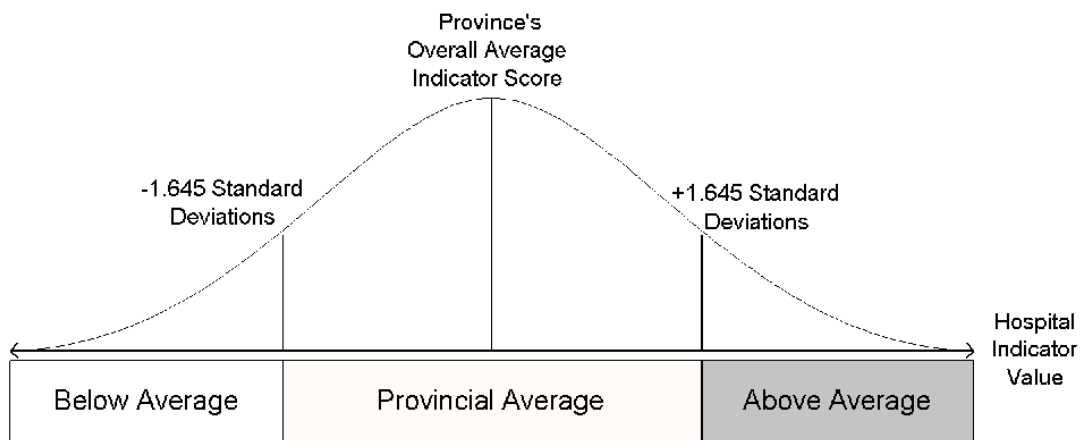 Province's
Overall Average
Indicator Score
-1.645 Standard
Deviations
+1.645 Standard
Deviations
Hospital
Indicator
Value
Below Average
Provincial Average
Above Average